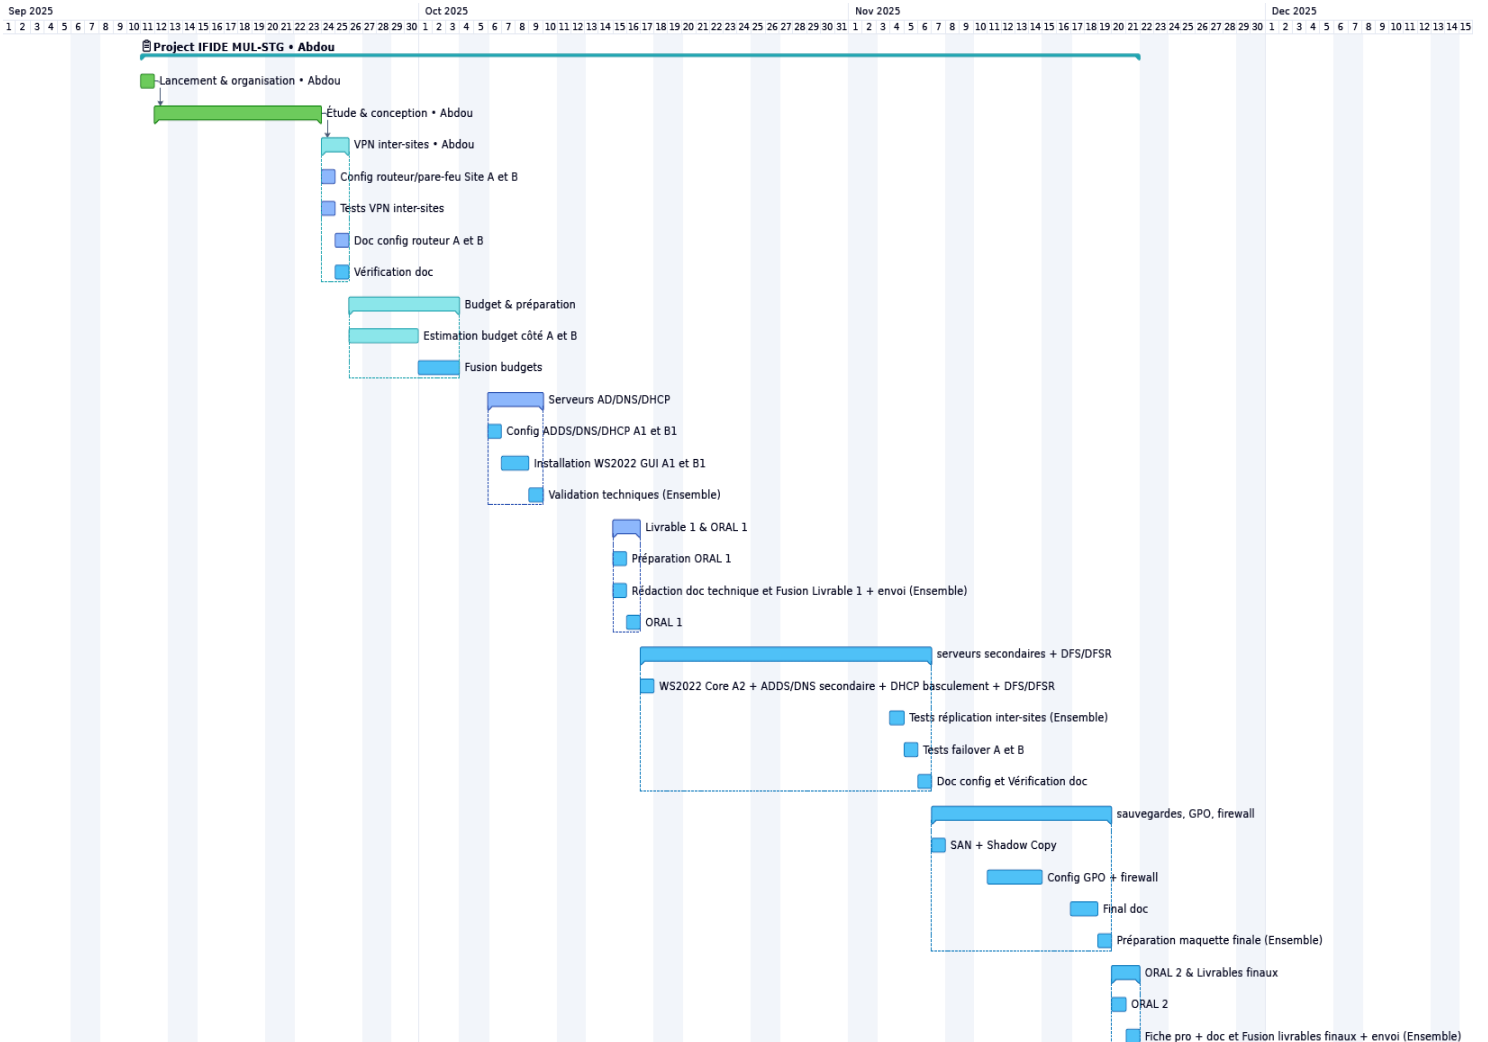 Sep 2025 Oct 2025 Nov 2025 Dec 2025
1 2 3 4 5 6 7 8 9 10 11 12 13 14 15 16 17 18 19 20 21 22 23 24 25 26 27 28 29 30 1 2 3 4 5 6 7 8 9 10 11 12 13 14 15 16 17 18 19 20 21 22 23 24 25 26 27 28 29 30 31 1 2 3 4 5 6 7 8 9 10 11 12 13 14 15 16 17 18 19 20 21 22 23 24 25 26 27 28 29 30 1 2 3 4 5 6 7 8 9 10 11 12 13 14 15
Project IFIDE MUL-STG • Abdou
Lancement & organisation • Abdou
Étude & conception • Abdou
VPN inter-sites • Abdou
Config routeur/pare-feu Site A et B
Tests VPN inter-sites
Doc config routeur A et B
Vérification doc
Budget & préparation
Estimation budget côté A et B
Fusion budgets
Serveurs AD/DNS/DHCP
Config ADDS/DNS/DHCP A1 et B1
Installation WS2022 GUI A1 et B1
Validation techniques (Ensemble)
Livrable 1 & ORAL 1
Préparation ORAL 1
Rédaction doc technique et Fusion Livrable 1 + envoi (Ensemble)
ORAL 1
serveurs secondaires + DFS/DFSR
WS2022 Core A2 + ADDS/DNS secondaire + DHCP basculement + DFS/DFSR
Tests réplication inter-sites (Ensemble)
Tests failover A et B
Doc config et Vérification doc
sauvegardes, GPO, firewall
SAN + Shadow Copy
Config GPO + firewall
Final doc
Préparation maquette finale (Ensemble)
ORAL 2 & Livrables finaux
ORAL 2
Fiche pro + doc et Fusion livrables finaux + envoi (Ensemble)